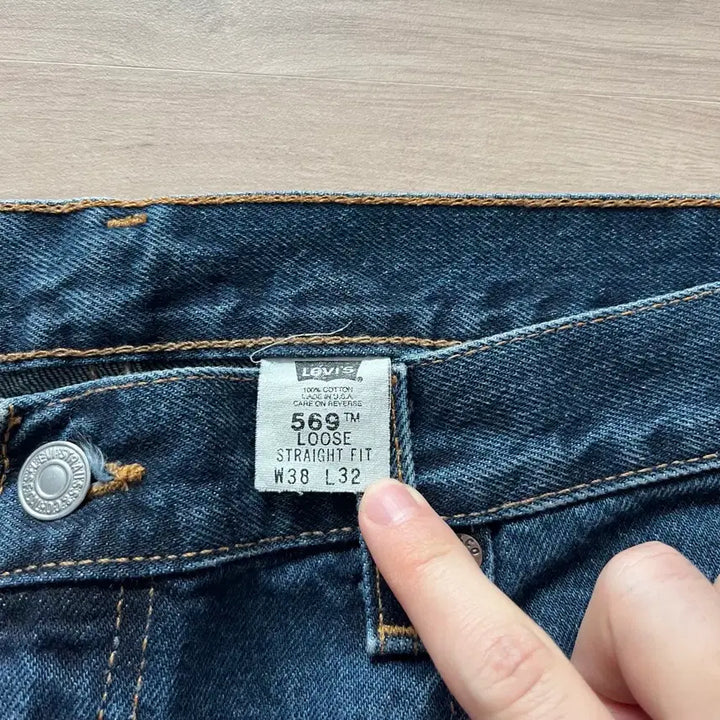 LEVI'S
100% COTTON
MADE IN U.S.A.
CARE ON REVERSE
569™
LOOSE
STRAIGHT FIT
W38 L32